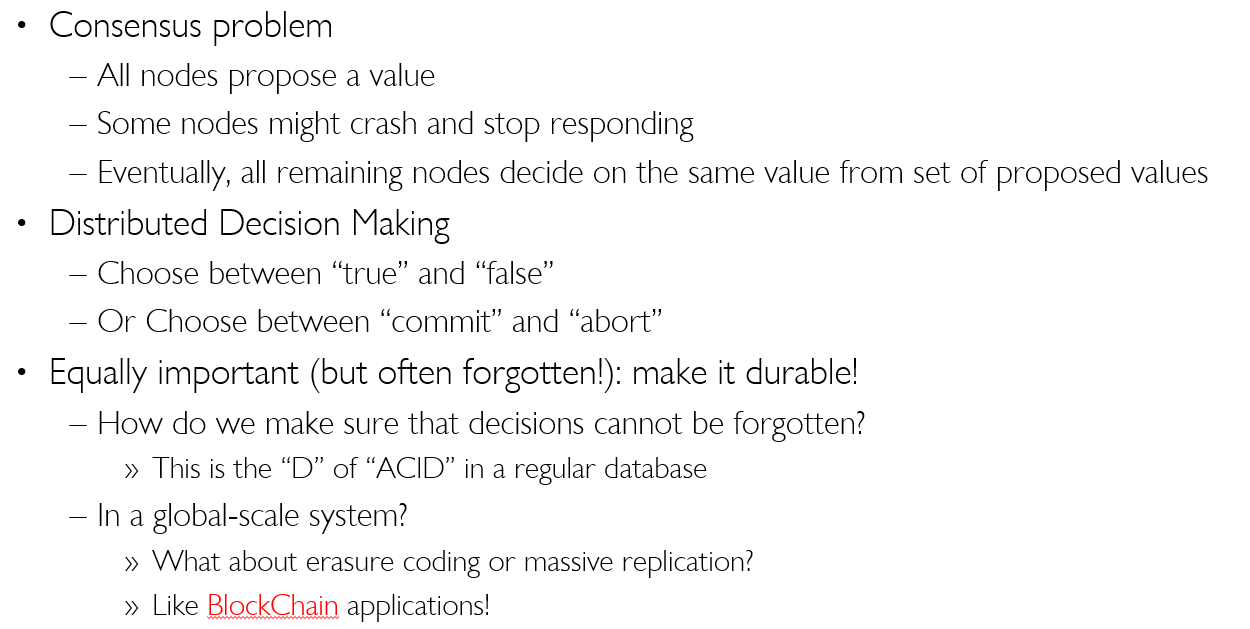 • Consensus problem
– All nodes propose a value
– Some nodes might crash and stop responding
– Eventually, all remaining nodes decide on the same value from set of proposed values
• Distributed Decision Making
– Choose between “true” and “false”
– Or Choose between “commit” and “abort”
• Equally important (but often forgotten!): make it durable!
– How do we make sure that decisions cannot be forgotten?
» This is the “D” of “ACID” in a regular database
– In a global-scale system?
» What about erasure coding or massive replication?
» Like BlockChain applications!